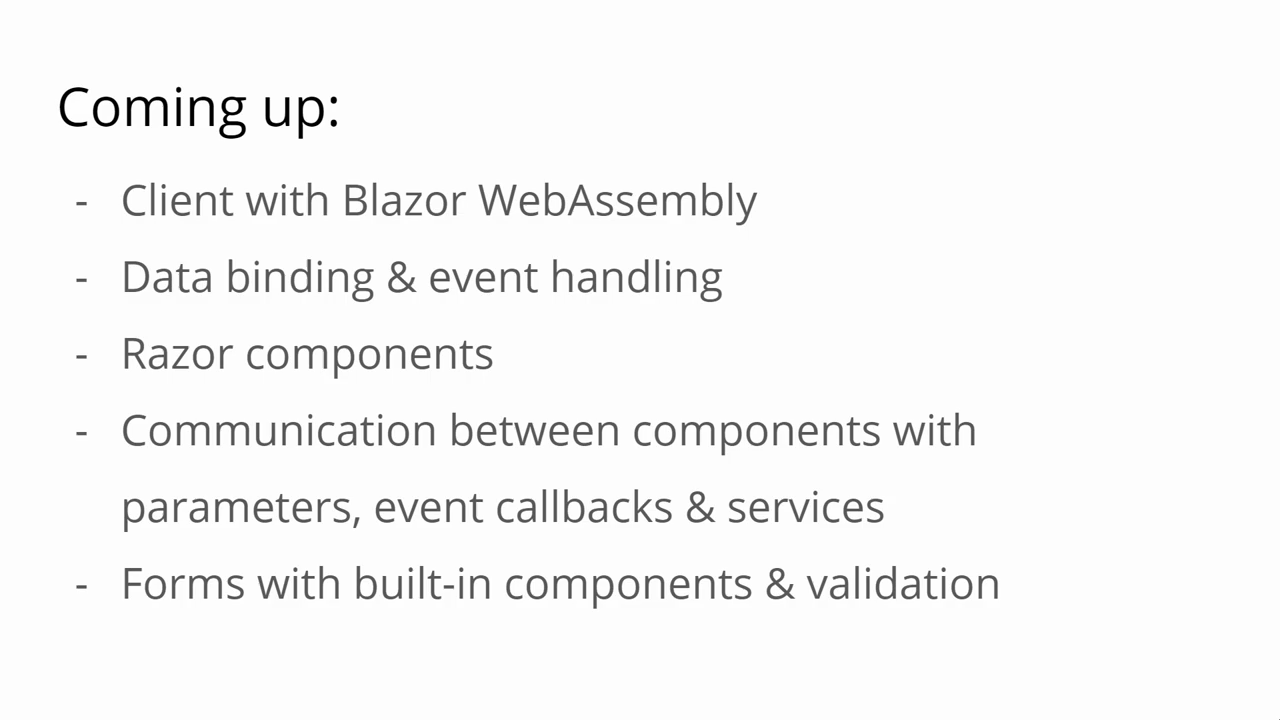 Coming up:
- Client with Blazor WebAssembly
- Data binding & event handling
- Razor components
- Communication between components with
parameters, event callbacks & services
- Forms with built-in components & validation